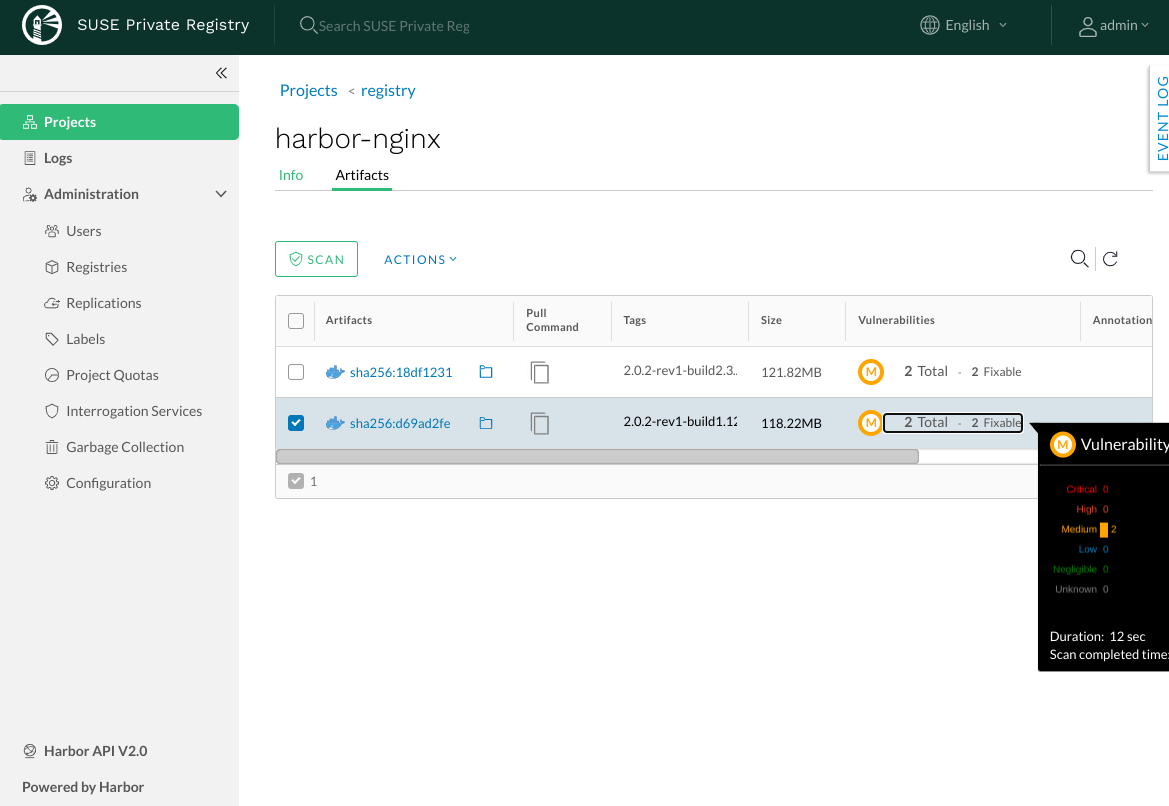 SUSE Private Registry
Search SUSE Private Reg
English
admin
EVENT LOG
Projects
Logs
Administration
Users
Registries
Replications
Labels
Project Quotas
Interrogation Services
Garbage Collection
Configuration
Harbor API V2.0
Powered by Harbor
Projects < registry
harbor-nginx
Info Artifacts
SCAN ACTIONS
Artifacts Pull Command Tags Size Vulnerabilities Annotation
sha256:18df1231 2.0.2-rev1-build2.3.. 121.82MB M 2 Total · 2 Fixable
sha256:d69ad2fe 2.0.2-rev1-build1.12 118.22MB M 2 Total · 2 Fixable
1
M Vulnerability
Critical 0
High 0
Medium 2
Low 0
Negligible 0
Unknown 0
Duration: 12 sec
Scan completed time: